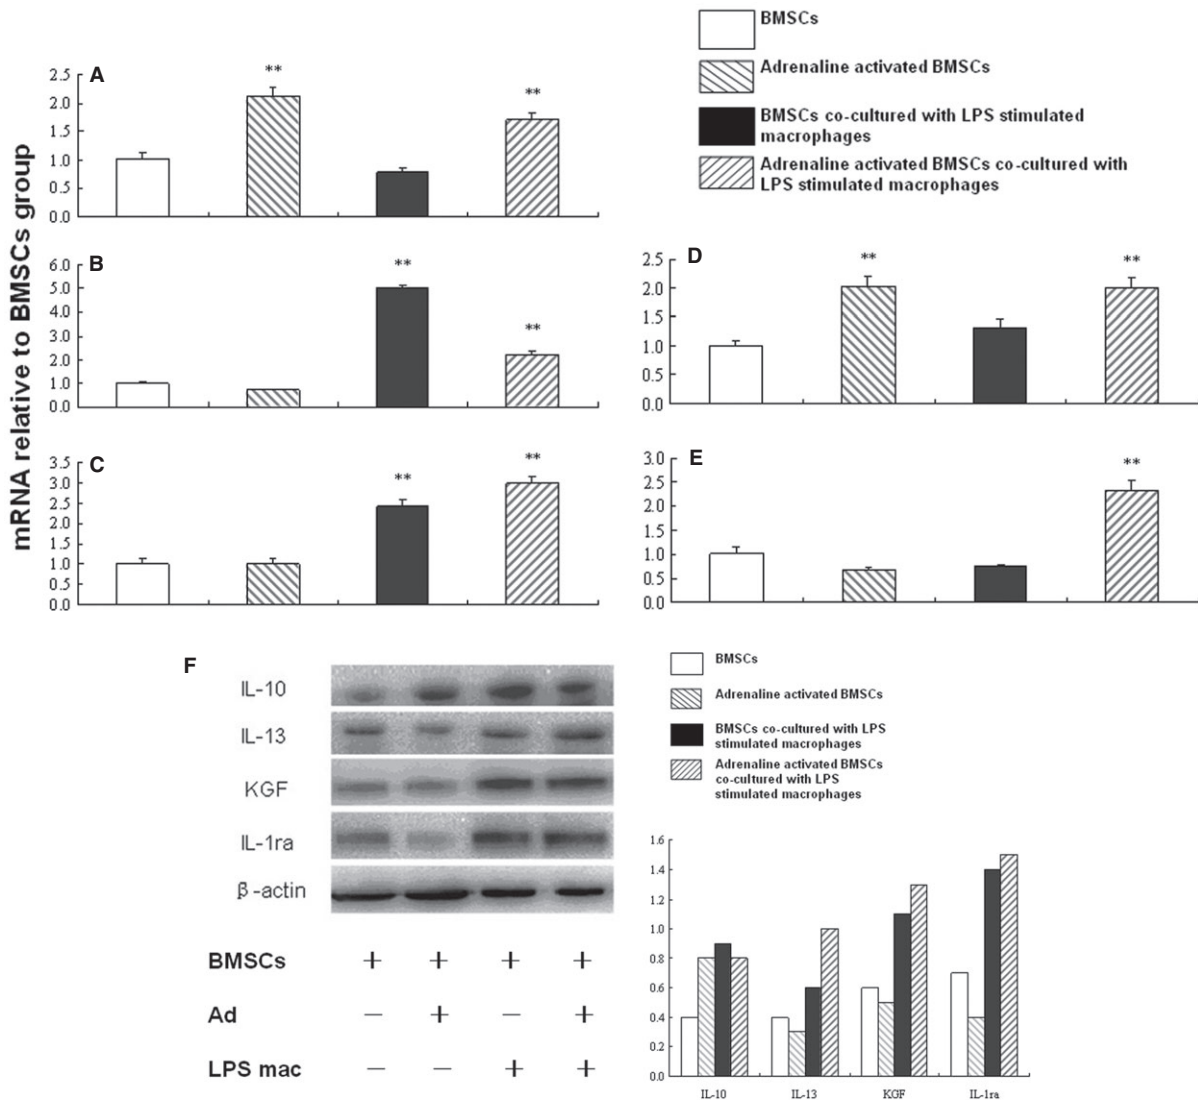 BMSCs
Adrenaline activated BMSCs
BMSCs co-cultured with LPS stimulated
macrophages
Adrenaline activated BMSCs co-cultured with
LPS stimulated macrophages
mRNA relative to BMSCs group
A
2.5
2.0
1.5
1.0
0.5
0.0
**
**
B
6.0
5.0
4.0
3.0
2.0
1.0
0.0
**
**
C
3.5
3.0
2.5
2.0
1.5
1.0
0.5
0.0
**
**
D
2.5
2.0
1.5
1.0
0.5
0.0
**
**
E
3.0
2.5
2.0
1.5
1.0
0.5
0.0
**
F
IL-10
IL-13
KGF
IL-1ra
β-actin
BMSCs + + + +
Ad − + − +
LPS mac − − + +
BMSCs
Adrenaline activated BMSCs
BMSCs co-cultured with LPS
stimulated macrophages
Adrenaline activated BMSCs
co-cultured with LPS
stimulated macrophages
1.6
1.4
1.2
1.0
0.8
0.6
0.4
0.2
0.0
IL-10 IL-13 KGF IL-1ra